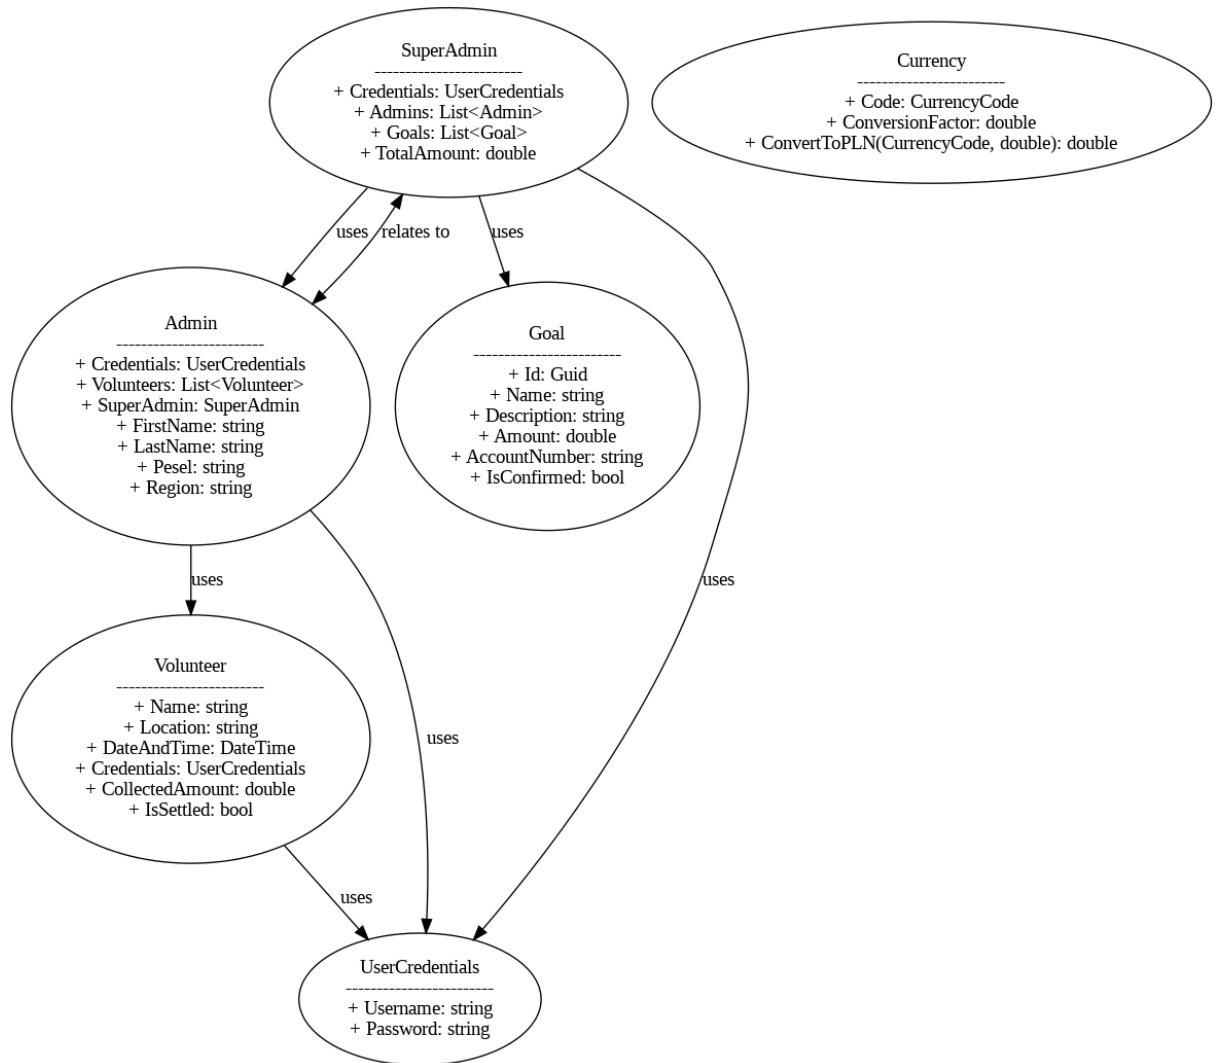 SuperAdmin
------------------------
+ Credentials: UserCredentials
+ Admins: List<Admin>
+ Goals: List<Goal>
+ TotalAmount: double
Currency
------------------------
+ Code: CurrencyCode
+ ConversionFactor: double
+ ConvertToPLN(CurrencyCode, double): double
uses
relates to
uses
Admin
------------------------
+ Credentials: UserCredentials
+ Volunteers: List<Volunteer>
+ SuperAdmin: SuperAdmin
+ FirstName: string
+ LastName: string
+ Pesel: string
+ Region: string
Goal
------------------------
+ Id: Guid
+ Name: string
+ Description: string
+ Amount: double
+ AccountNumber: string
+ IsConfirmed: bool
uses
uses
Volunteer
------------------------
+ Name: string
+ Location: string
+ DateAndTime: DateTime
+ Credentials: UserCredentials
+ CollectedAmount: double
+ IsSettled: bool
uses
uses
UserCredentials
------------------------
+ Username: string
+ Password: string